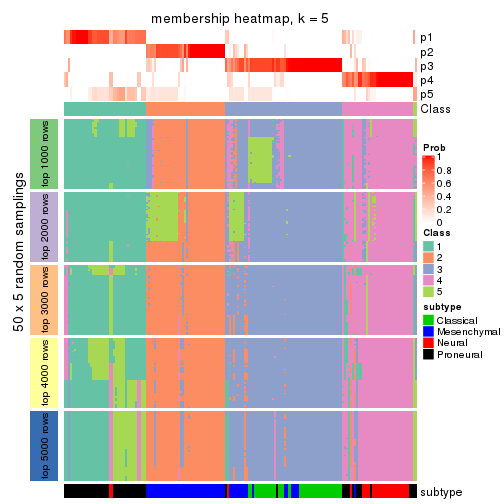 membership heatmap, k = 5
p1
p2
p3
p4
p5
Class
50 x 5 random samplings
top 1000 rows
top 2000 rows
top 3000 rows
top 4000 rows
top 5000 rows
Prob
1
0.8
0.6
0.4
0.2
0
Class
1
2
3
4
5
subtype
Classical
Mesenchymal
Neural
Proneural
subtype